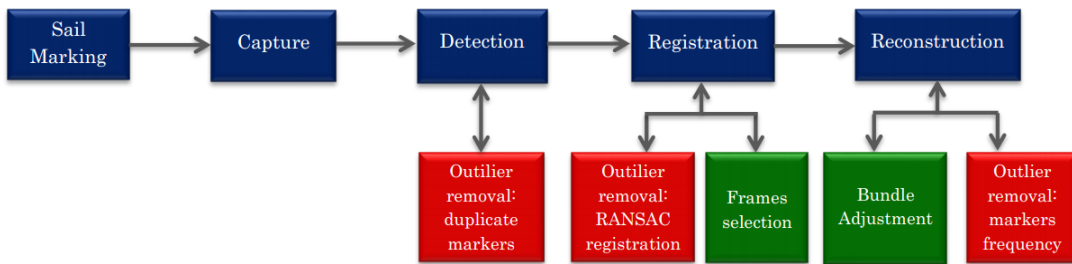 Sail
Marking
Capture
Detection
Registration
Reconstruction
Outilier
removal:
duplicate
markers
Outilier
removal:
RANSAC
registration
Frames
selection
Bundle
Adjustment
Outlier
removal:
markers
frequency